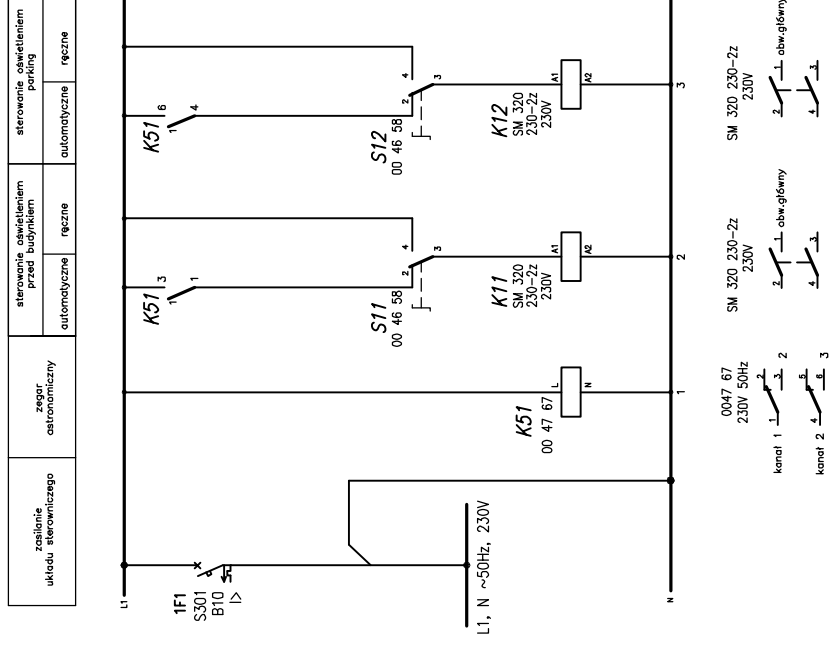 zasilanie
układu sterowniczego
zegar
astronomiczny
sterowanie oświetleniem
przed budynkiem
automatyczne
ręczne
sterowanie oświetleniem
parking
automatyczne
ręczne
L1
1F1
S301
B10
I>
L1, N ~50Hz, 230V
K51
00 47 67
L
N
1
K51
1
3
1
S11
00 46 58
2
4
3
K11
SM 320
230-2z
230V
A1
A2
2
K51
1
6
4
S12
00 46 58
2
4
3
K12
SM 320
230-2z
230V
A1
A2
3
N
0047 67
230V 50Hz
kanał 1
1
2
3
2
kanał 2
4
5
6
3
SM 320 230-2z
230V
2
1
obw.główny
4
3
SM 320 230-2z
230V
2
1
obw.główny
4
3